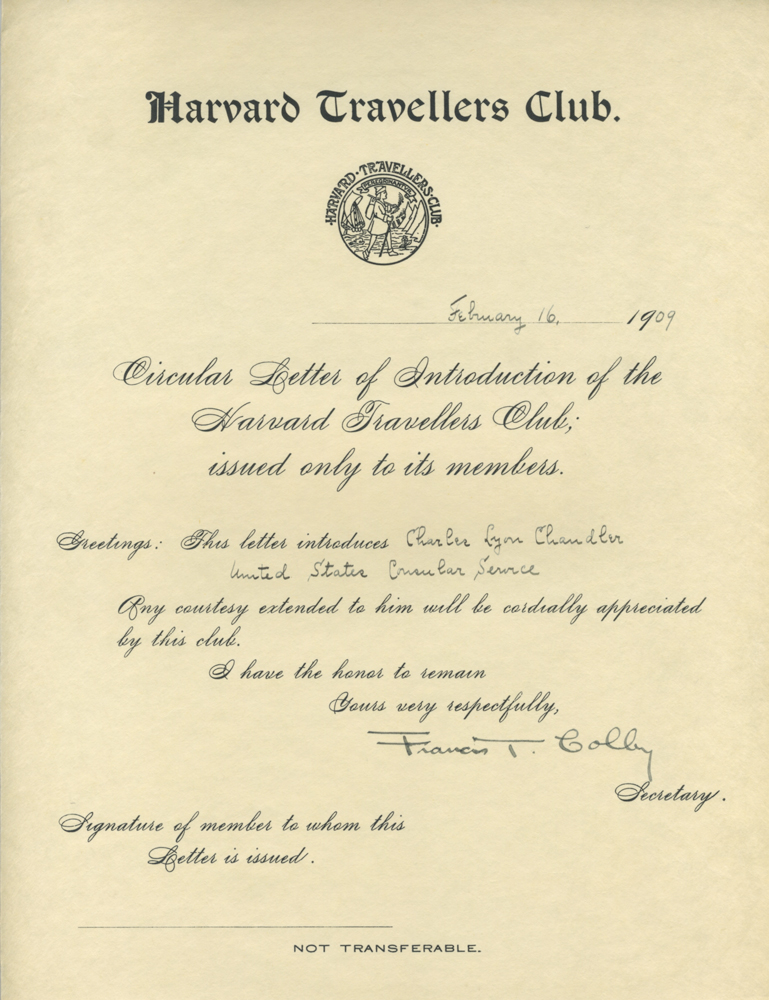 Harvard Travellers Club.
·HARVARD·TRAVELLERS·CLUB·
February 16, 1909
Circular Letter of Introduction of the
Harvard Travellers Club;
issued only to its members.
Greetings: This letter introduces Charles Lyon Chandler
United States Consular Service
Any courtesy extended to him will be cordially appreciated
by this club.
I have the honor to remain
Yours very respectfully,
Francis T. Colby
Secretary.
Signature of member to whom this
Letter is issued.
NOT TRANSFERABLE.